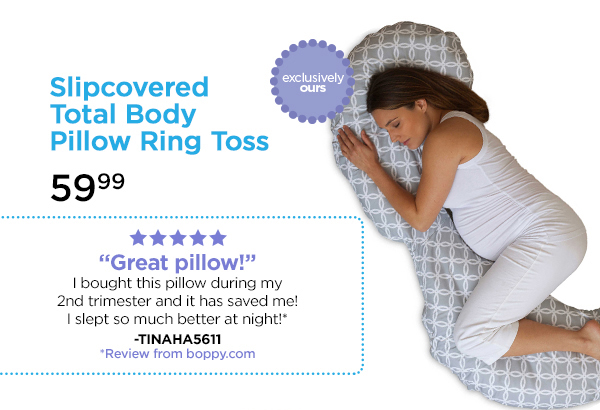 exclusively
ours
Slipcovered
Total Body
Pillow Ring Toss
59⁹⁹
“Great pillow!”
I bought this pillow during my
2nd trimester and it has saved me!
I slept so much better at night!*
-TINAHA5611
*Review from boppy.com